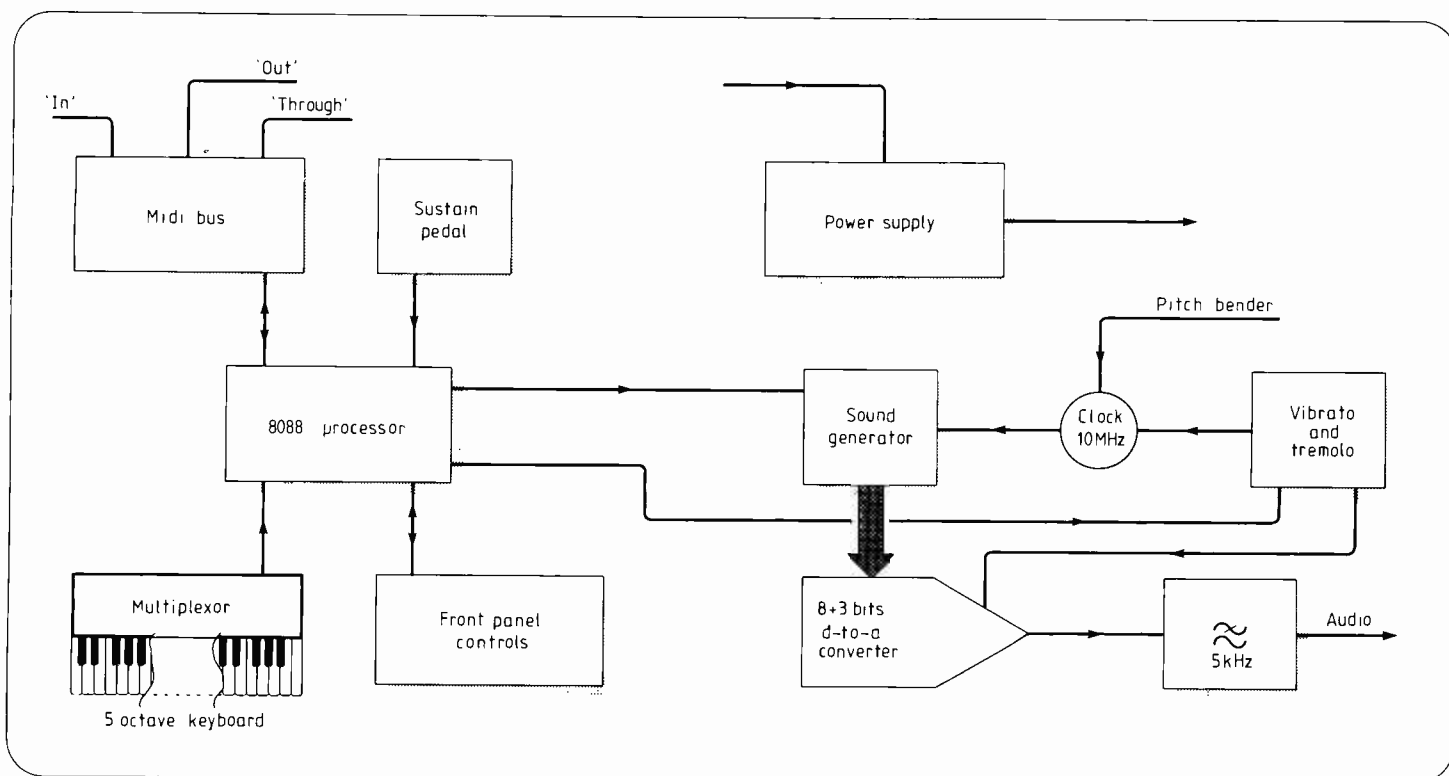 'Out'
'In'
'Through'
Midi bus
Sustain
pedal
Power supply
Pitch bender
8088 processor
Sound
generator
Clock
10MHz
Vibrato
and
tremolo
Multiplexor
5 octave keyboard
Front panel
controls
8+3 bits
d-to-a
converter
5kHz
Audio